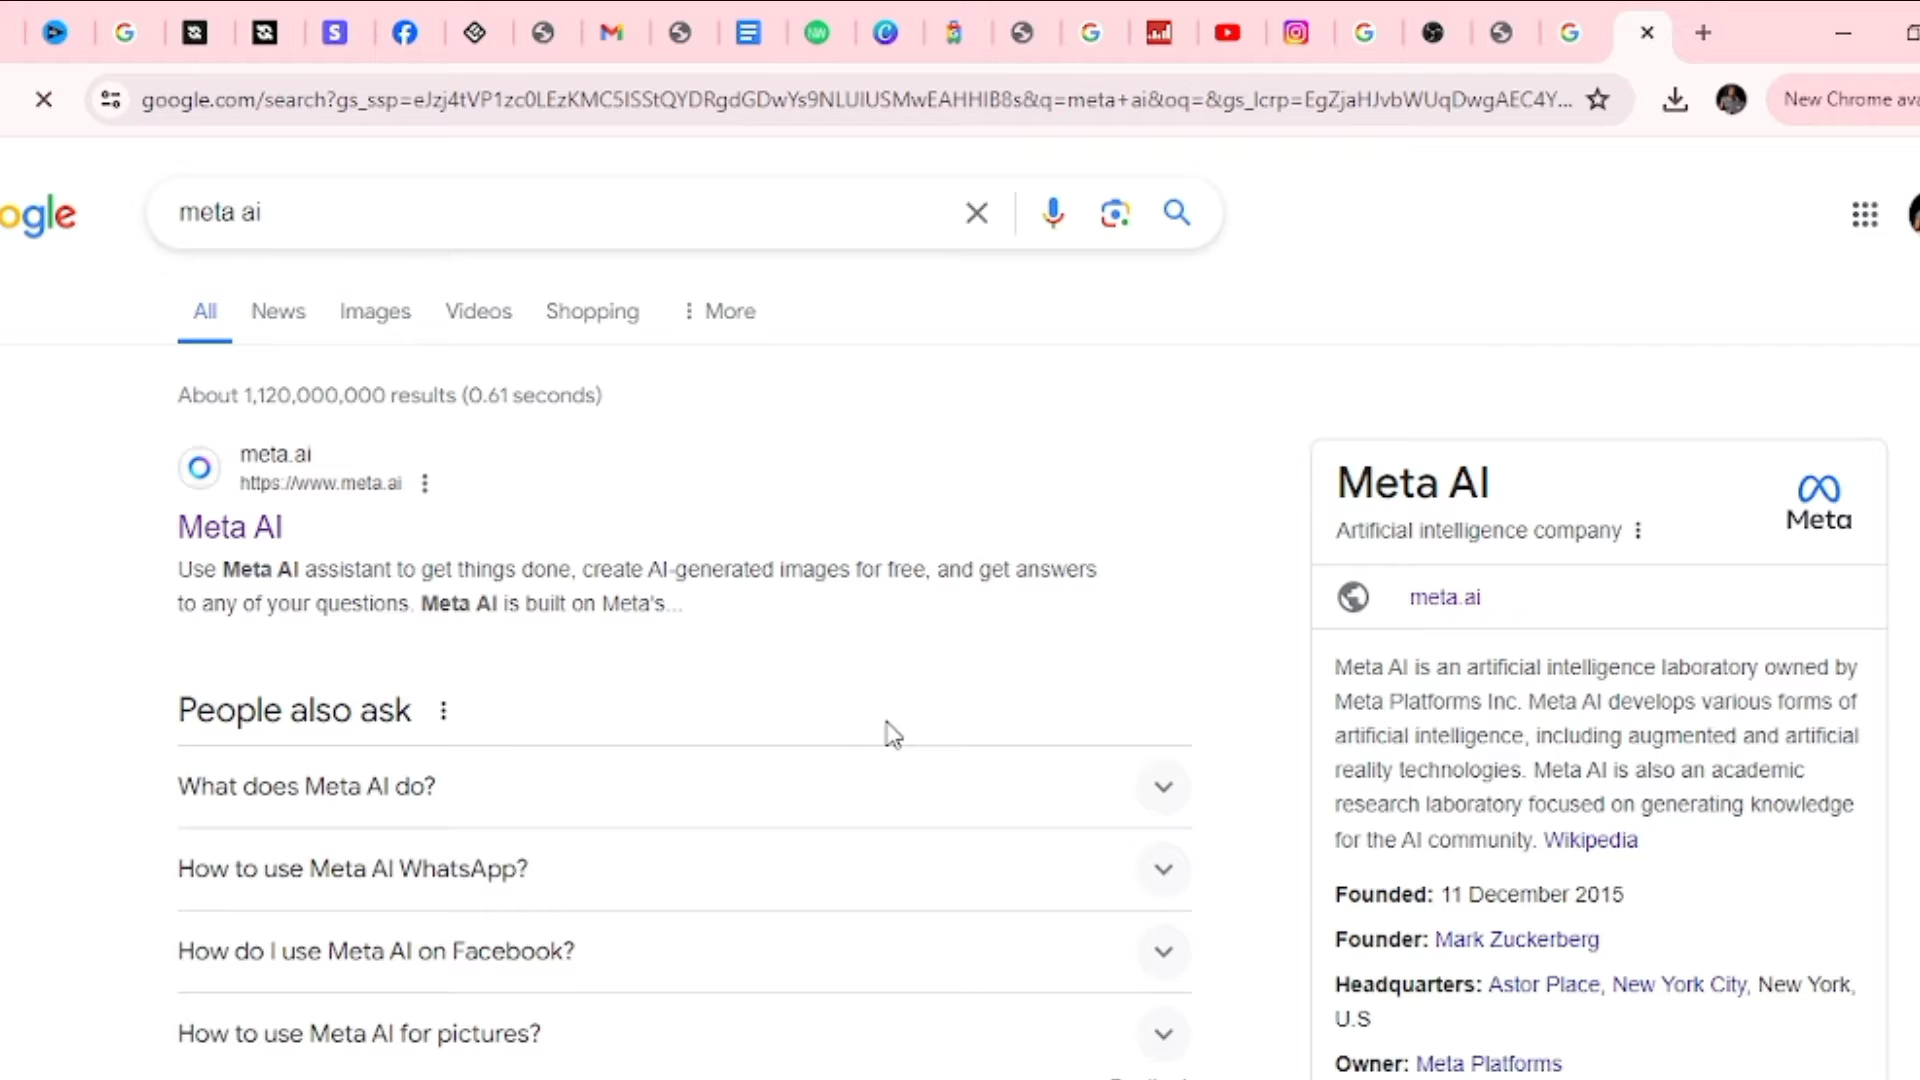 google.com/search?gs_ssp=eJzj4tVP1zc0LEzKMC5ISStQYDRgdGDwYs9NLUlUSMwEAHHIB8s&q=meta+ai&oq=&gs_lcrp=EgZjaHJvbWUqDwgAEC4Y...
New Chrome ava
ogle
meta ai
All News Images Videos Shopping More
About 1,120,000,000 results (0.61 seconds)
meta.ai
https://www.meta.ai
Meta AI
Use Meta AI assistant to get things done, create AI-generated images for free, and get answers
to any of your questions. Meta AI is built on Meta's...
People also ask
What does Meta AI do?
How to use Meta AI WhatsApp?
How do I use Meta AI on Facebook?
How to use Meta AI for pictures?
Meta AI
Artificial intelligence company
Meta
meta.ai
Meta AI is an artificial intelligence laboratory owned by
Meta Platforms Inc. Meta AI develops various forms of
artificial intelligence, including augmented and artificial
reality technologies. Meta AI is also an academic
research laboratory focused on generating knowledge
for the AI community. Wikipedia
Founded: 11 December 2015
Founder: Mark Zuckerberg
Headquarters: Astor Place, New York City, New York,
U.S
Owner: Meta Platforms